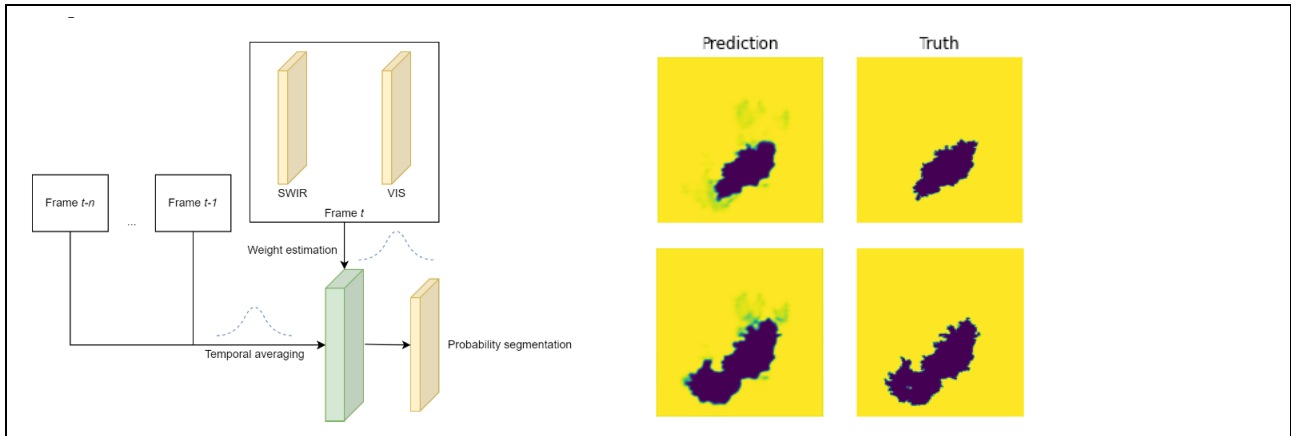 SWIR
VIS
Frame t-n
...
Frame t-1
Frame t
Weight estimation
Temporal averaging
Probability segmentation
Prediction
Truth